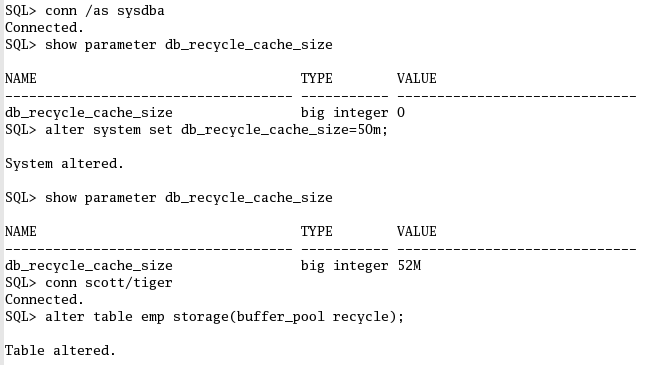 SQL> conn /as sysdba
Connected.
SQL> show parameter db_recycle_cache_size
NAME                                 TYPE        VALUE
------------------------------------ ----------- ------------------------------
db_recycle_cache_size                big integer 0
SQL> alter system set db_recycle_cache_size=50m;
System altered.
SQL> show parameter db_recycle_cache_size
NAME                                 TYPE        VALUE
------------------------------------ ----------- ------------------------------
db_recycle_cache_size                big integer 52M
SQL> conn scott/tiger
Connected.
SQL> alter table emp storage(buffer_pool recycle);
Table altered.